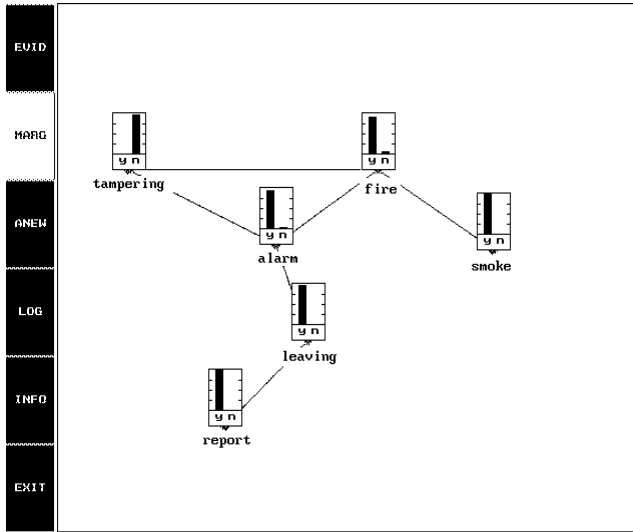 EVID
MARG
ANEW
LOG
INFO
EXIT
y n
tampering
y n
fire
y n
alarm
y n
smoke
y n
leaving
y n
report